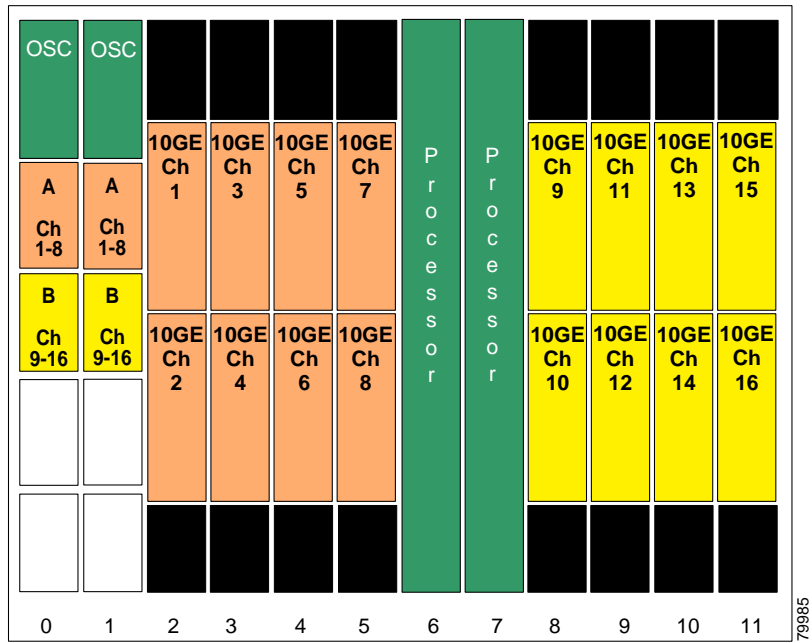 OSC OSC
A A
Ch Ch
1-8 1-8
B B
Ch Ch
9-16 9-16
10GE 10GE 10GE 10GE
Ch Ch Ch Ch
1 3 5 7
10GE 10GE 10GE 10GE
Ch Ch Ch Ch
2 4 6 8
Processor Processor
10GE 10GE 10GE 10GE
Ch Ch Ch Ch
9 11 13 15
10GE 10GE 10GE 10GE
Ch Ch Ch Ch
10 12 14 16
0 1 2 3 4 5 6 7 8 9 10 11
79985